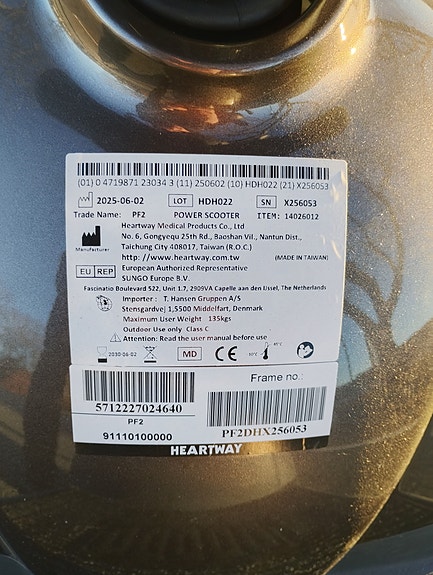 (01) 0 4719871 23034 3 (11) 250602 (10) HDH022 (21) X256053
2025-06-02 LOT HDH022 SN X256053
Trade Name: PF2 POWER SCOOTER ITEM: 14026012
Heartway Medical Products Co., Ltd
No. 6, Gongyequ 25th Rd., Baoshan Vil., Nantun Dist.,
Taichung City 408017, Taiwan (R.O.C.)
Manufacturer http://www.heartway.com.tw (MADE IN TAIWAN)
EU REP European Authorized Representative
SUNGO Europe B.V.
Fascinatio Boulevard 522, Unit 1.7, 2909VA Capelle aan den IJssel, The Netherlands
Importer : T. Hansen Gruppen A/S
Stensgardvej 1,5500 Middelfart, Denmark
Maximum User Weight 135kgs
Outdoor Use only Class C
Attention: Read the user manual before use
2030-06-02 MD CE
5712227024640
PF2
91110100000
Frame no.:
PF2DHX256053
HEARTWAY